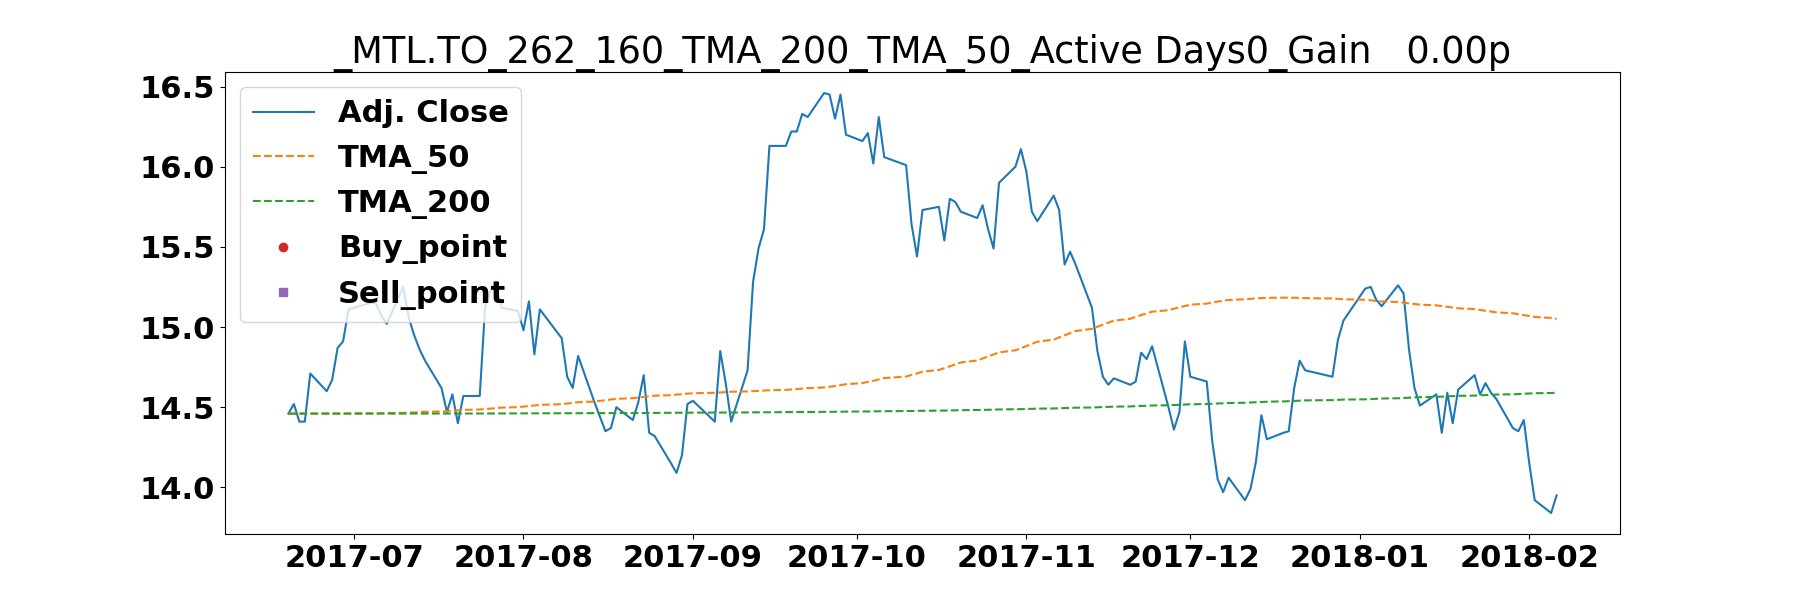 _MTL.TO_262_160_TMA_200_TMA_50_Active Days0_Gain   0.00p
16.5
16.0
15.5
15.0
14.5
14.0
Adj. Close
TMA_50
TMA_200
Buy_point
Sell_point
2017-07 2017-08 2017-09 2017-10 2017-11 2017-12 2018-01 2018-02